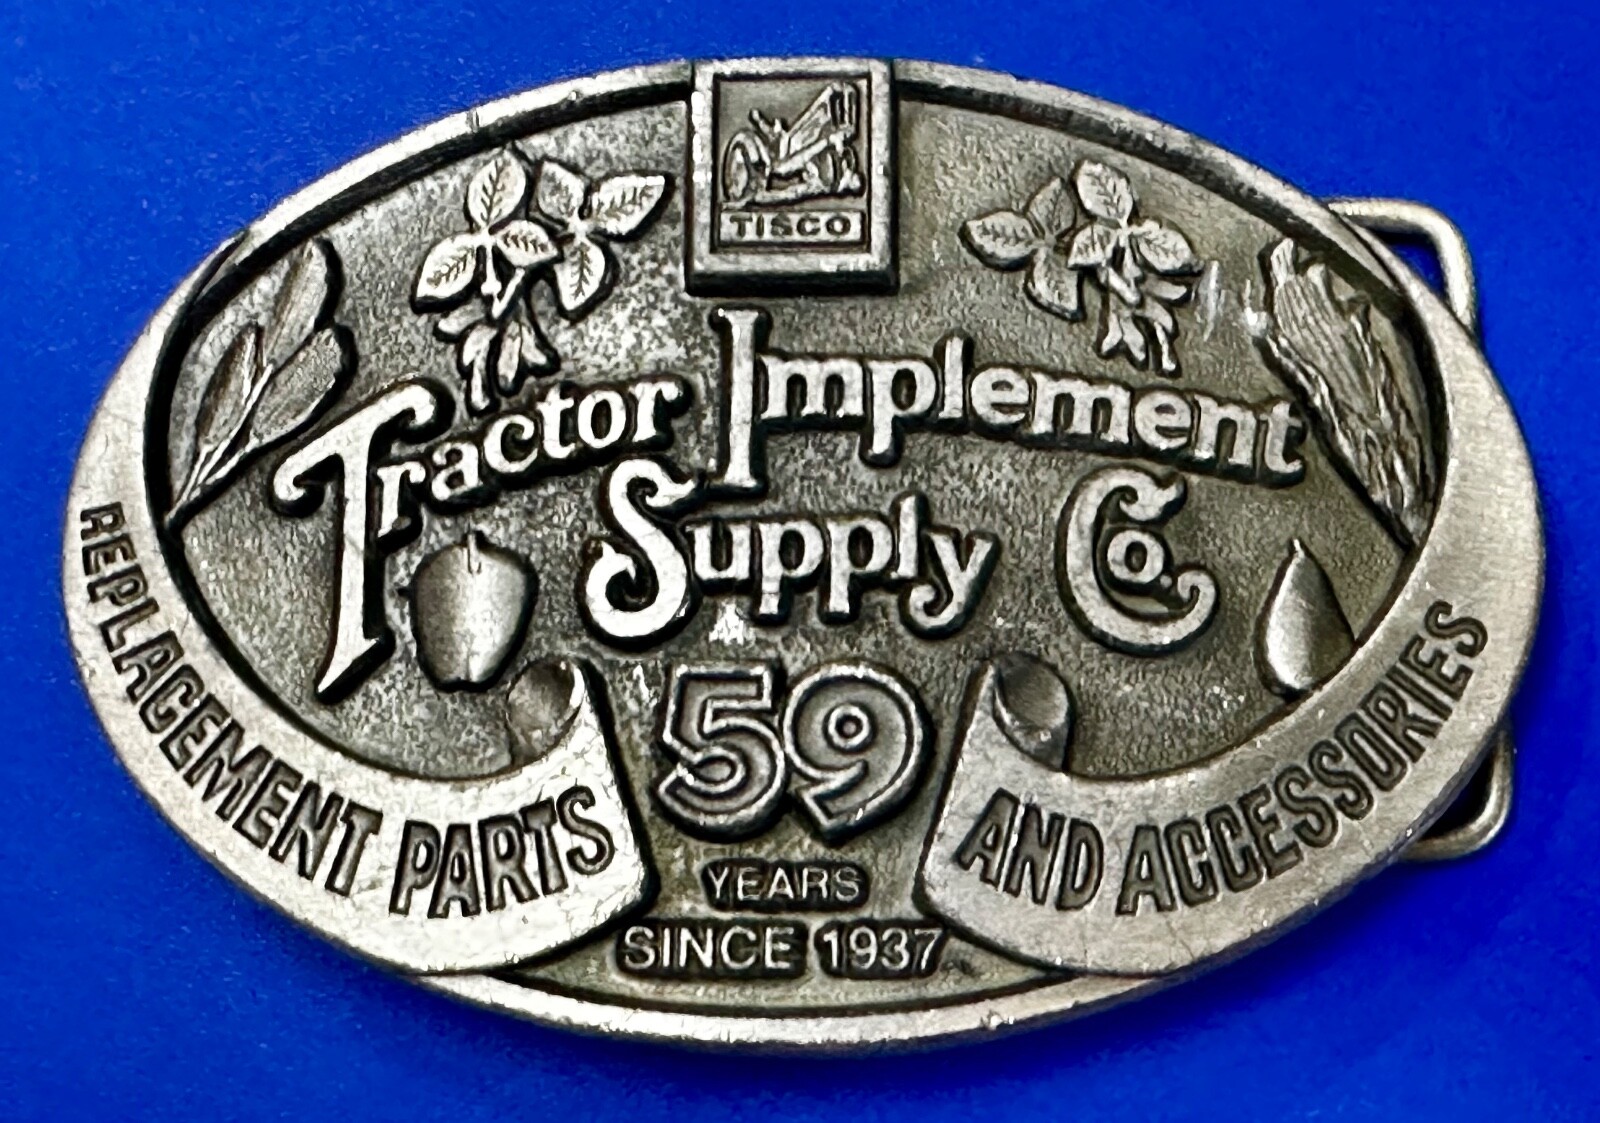 TISCO
Tractor Implement
Supply Co.
59
YEARS
SINCE 1937
REPLACEMENT PARTS
AND ACCESSORIES